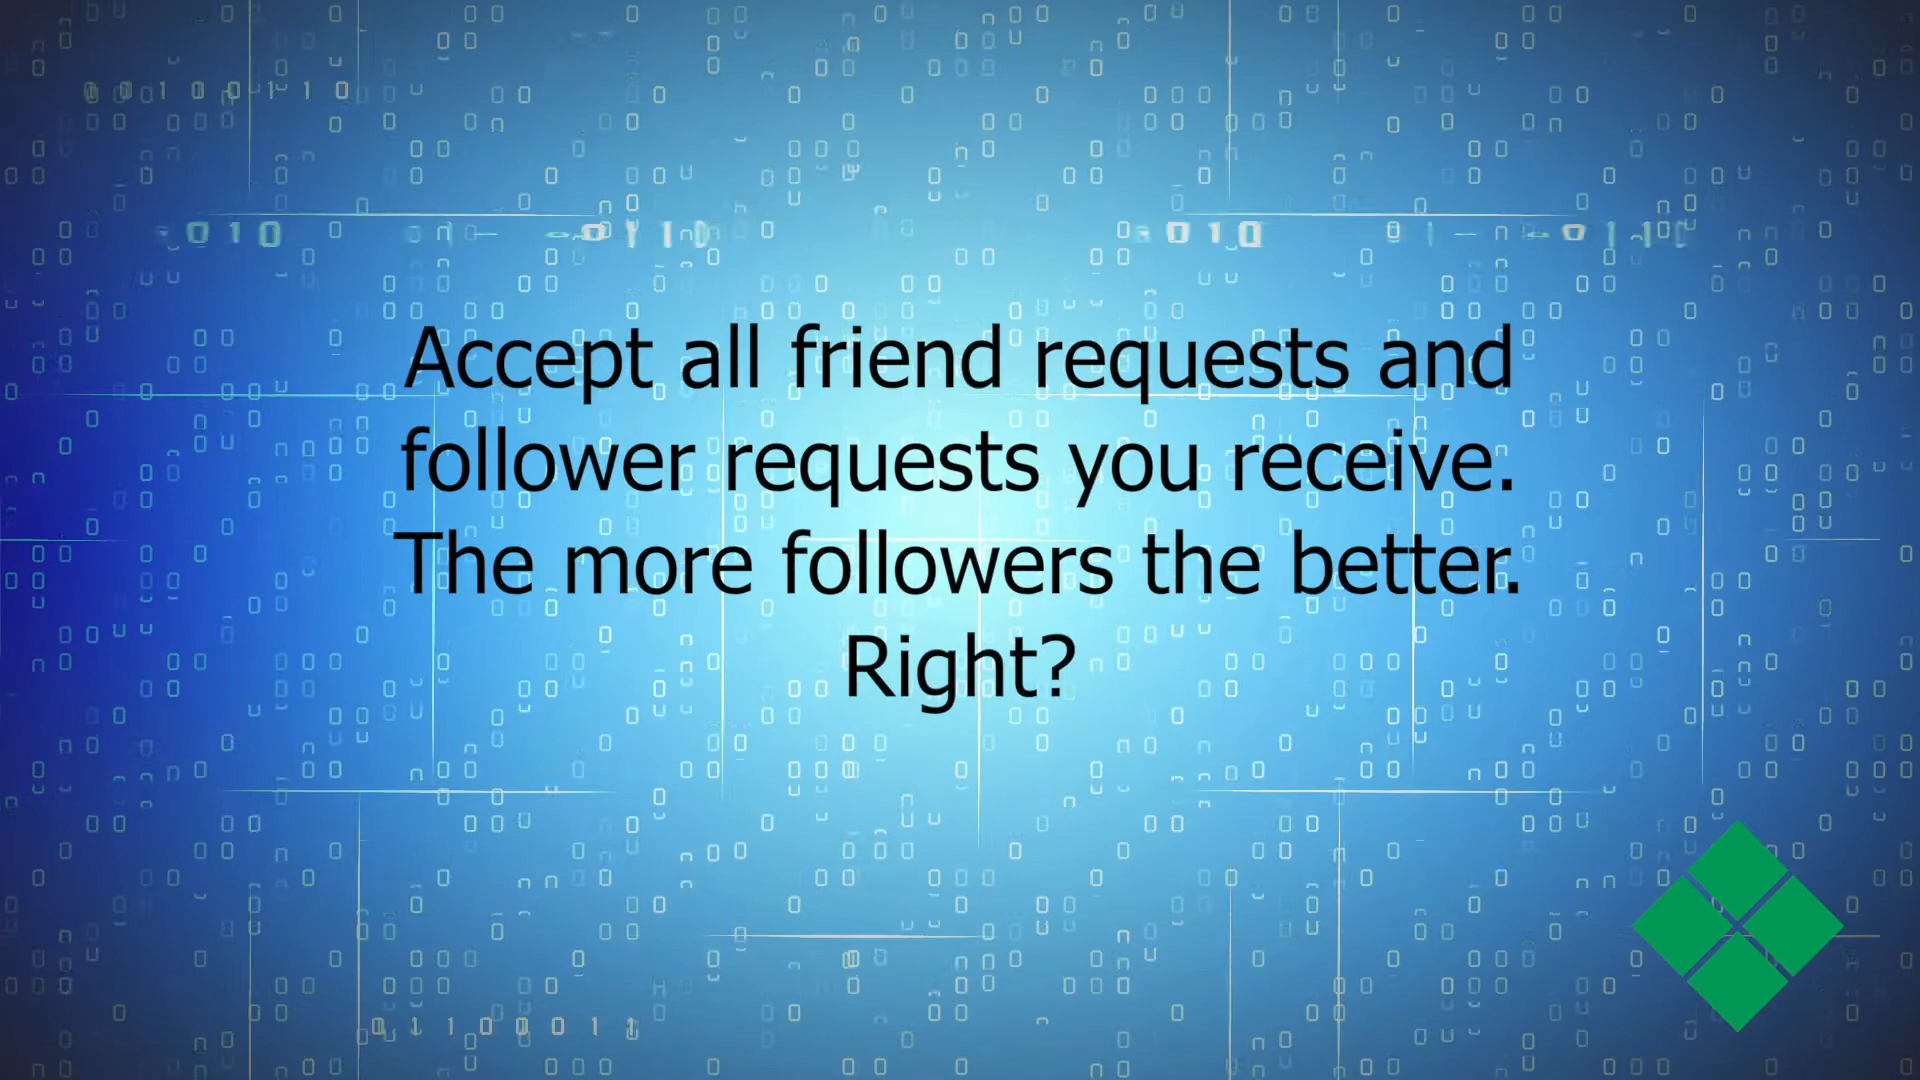 Accept all friend requests and
follower requests you receive.
The more followers the better.
Right?